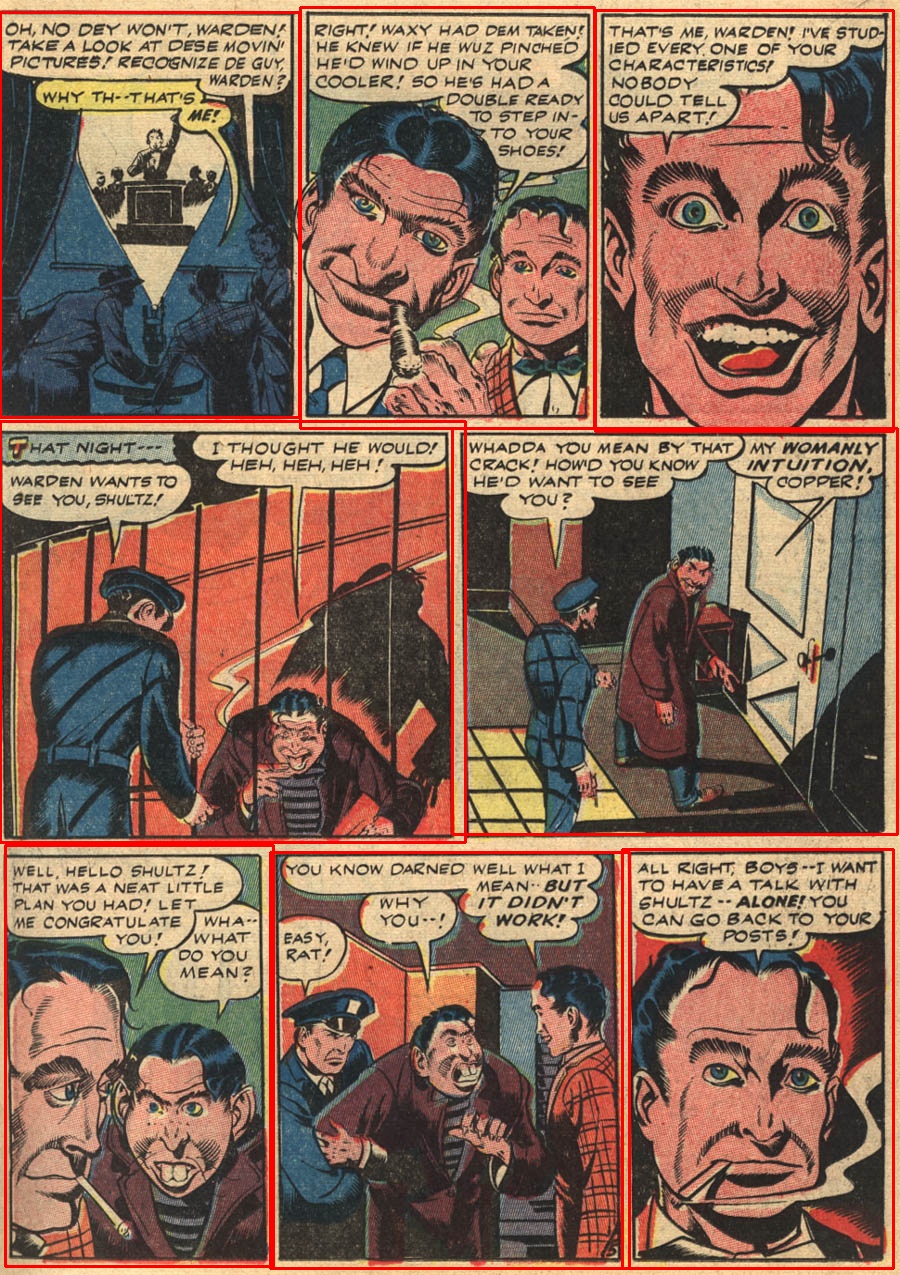 OH, NO DEY WON'T, WARDEN!
TAKE A LOOK AT DESE MOVIN'
PICTURES! RECOGNIZE DE GUY,
WARDEN?
WHY TH--THAT'S
ME!
RIGHT! WAXY HAD DEM TAKEN!
HE KNEW IF HE WUZ PINCHED
HE'D WIND UP IN YOUR
COOLER! SO HE'S HAD A
DOUBLE READY
TO STEP IN-
TO YOUR
SHOES!
THAT'S ME, WARDEN! I'VE STUD-
IED EVERY ONE OF YOUR
CHARACTERISTICS!
NOBODY
COULD TELL
US APART!
THAT NIGHT---
WARDEN WANTS TO
SEE YOU, SHULTZ!
I THOUGHT HE WOULD!
HEH, HEH, HEH!
WHADDA YOU MEAN BY THAT
CRACK! HOW'D YOU KNOW
HE'D WANT TO SEE
YOU?
MY WOMANLY
INTUITION,
COPPER!
WELL, HELLO SHULTZ!
THAT WAS A NEAT LITTLE
PLAN YOU HAD! LET
ME CONGRATULATE
YOU!
WHA--
WHAT
DO YOU
MEAN?
YOU KNOW DARNED WELL WHAT I
MEAN-- BUT
IT DIDN'T
WORK!
WHY
YOU--!
EASY,
RAT!
ALL RIGHT, BOYS--I WANT
TO HAVE A TALK WITH
SHULTZ -- ALONE! YOU
CAN GO BACK TO YOUR
POSTS!